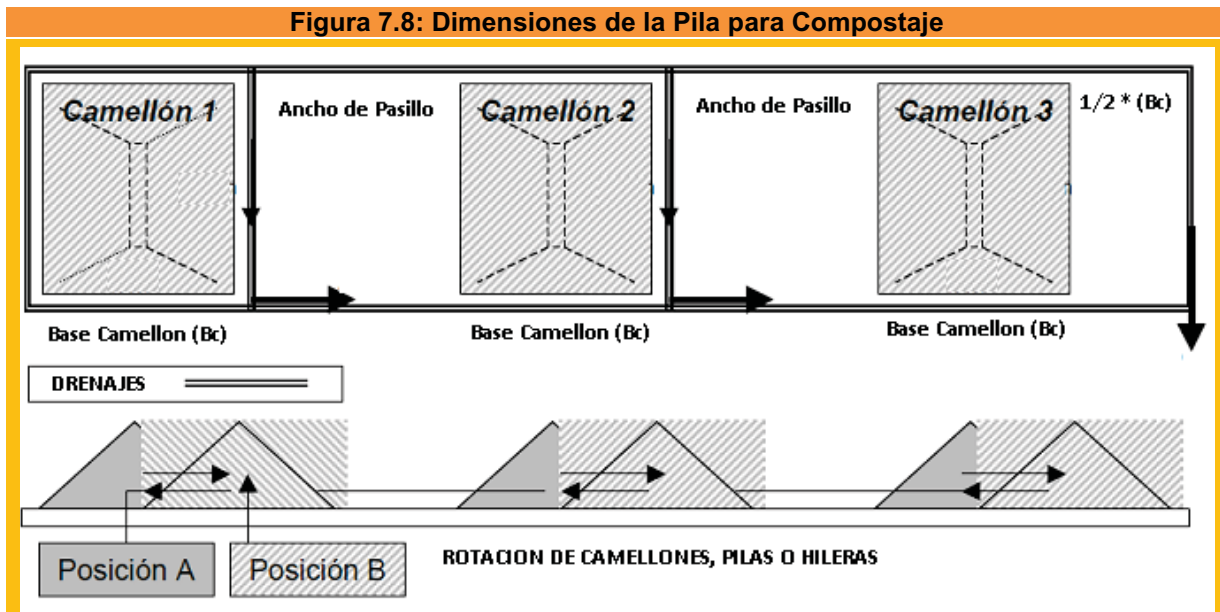 Figura 7.8: Dimensiones de la Pila para Compostaje
Camellón 1
Ancho de Pasillo
Camellón 2
Ancho de Pasillo
Camellón 3
1/2 * (Bc)
Base Camellon (Bc)
Base Camellon (Bc)
Base Camellon (Bc)
DRENAJES
Posición A
Posición B
ROTACION DE CAMELLONES, PILAS O HILERAS